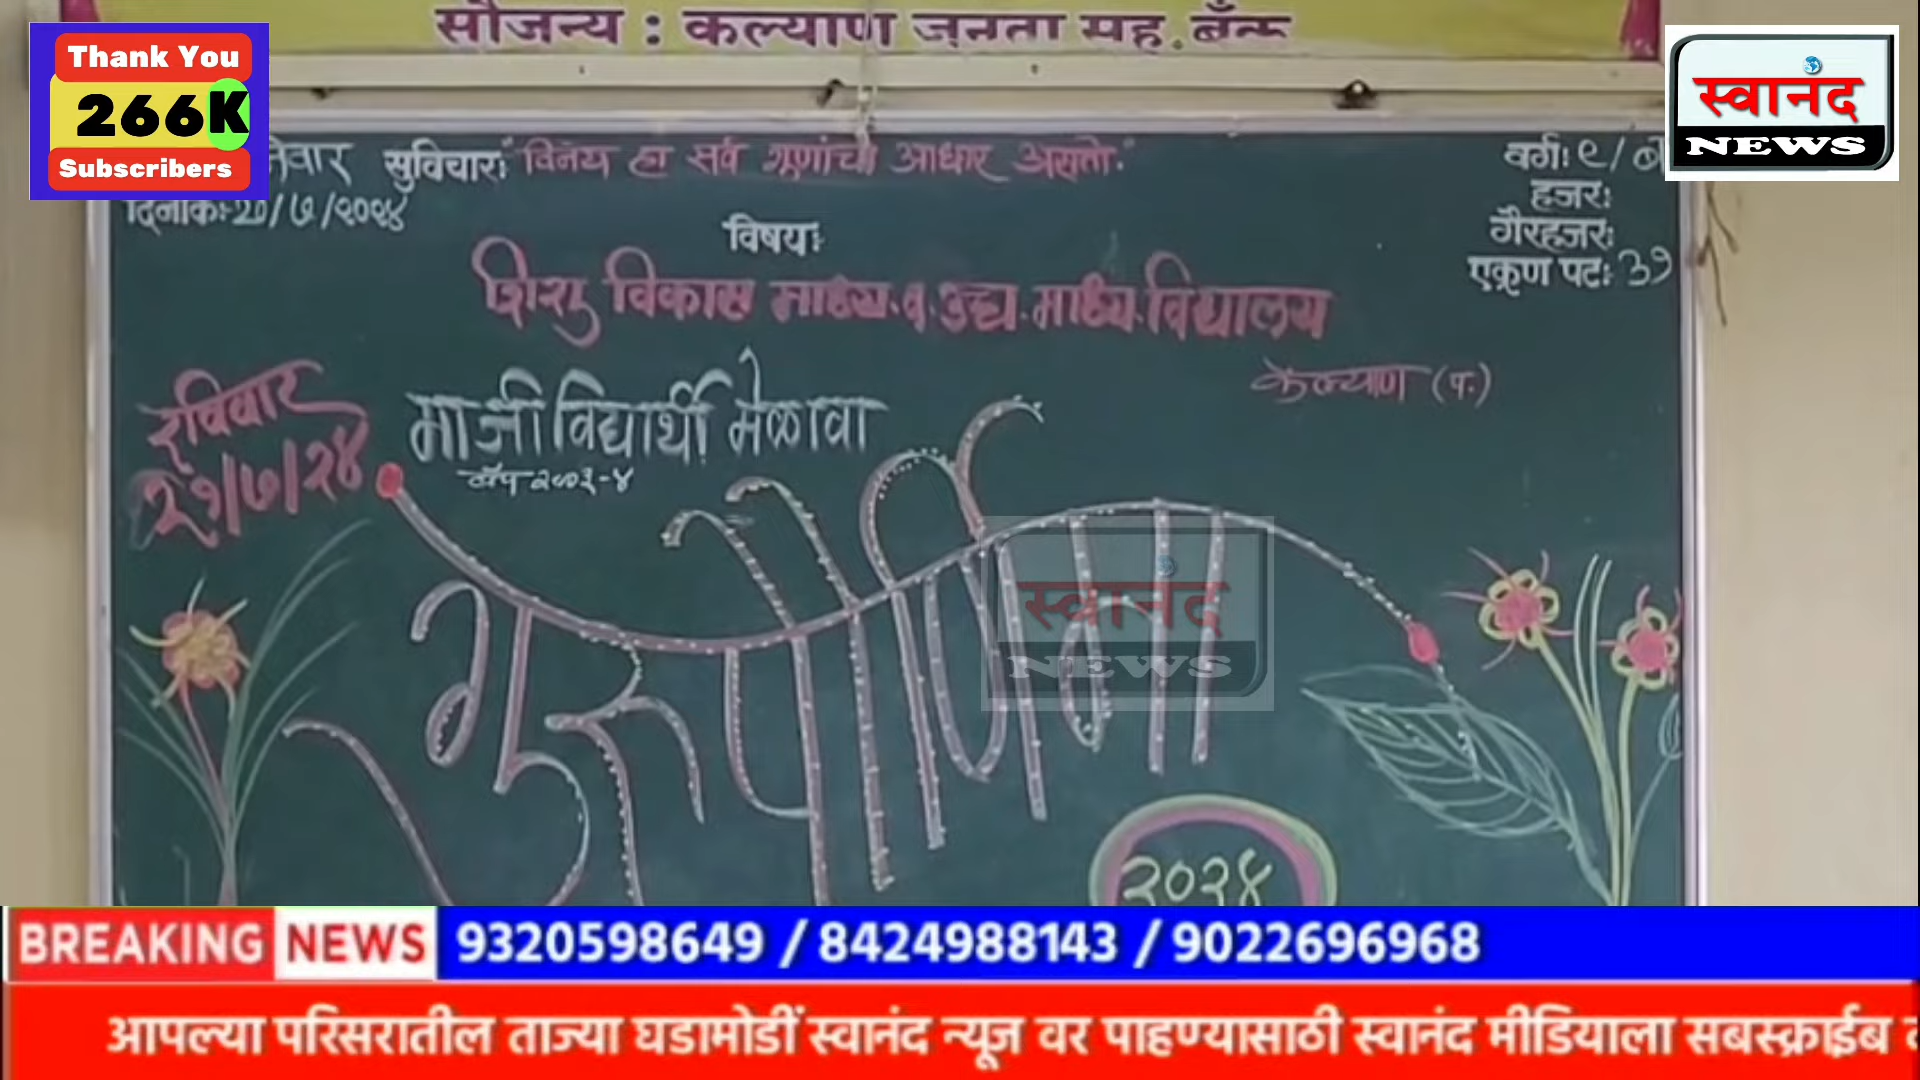 सौजन्य : कल्याण जनता सह. बँक
Thank You
266K
Subscribers
स्वानंद
NEWS
सुविचारः "विनय हा सर्व गुणांचा आधार असतो."
वर्गः ९/
दिनांकः- /७/२०२४
हजरः
विषयः
गैरहजरः
एकूण पटः ३७
शिशु विकास माध्य. व. उच्च. माध्य. विद्यालय
कल्याण (प.)
रविवार
२१/७/२४
माजी विद्यार्थी मेळावा
बॅच २००३-४
गुरुपौर्णिमा
स्वानंद
NEWS
२०२४
BREAKING NEWS 9320598649 / 8424988143 / 9022696968
आपल्या परिसरातील ताज्या घडामोडीं स्वानंद न्यूज वर पाहण्यासाठी स्वानंद मीडियाला सबस्क्राईब